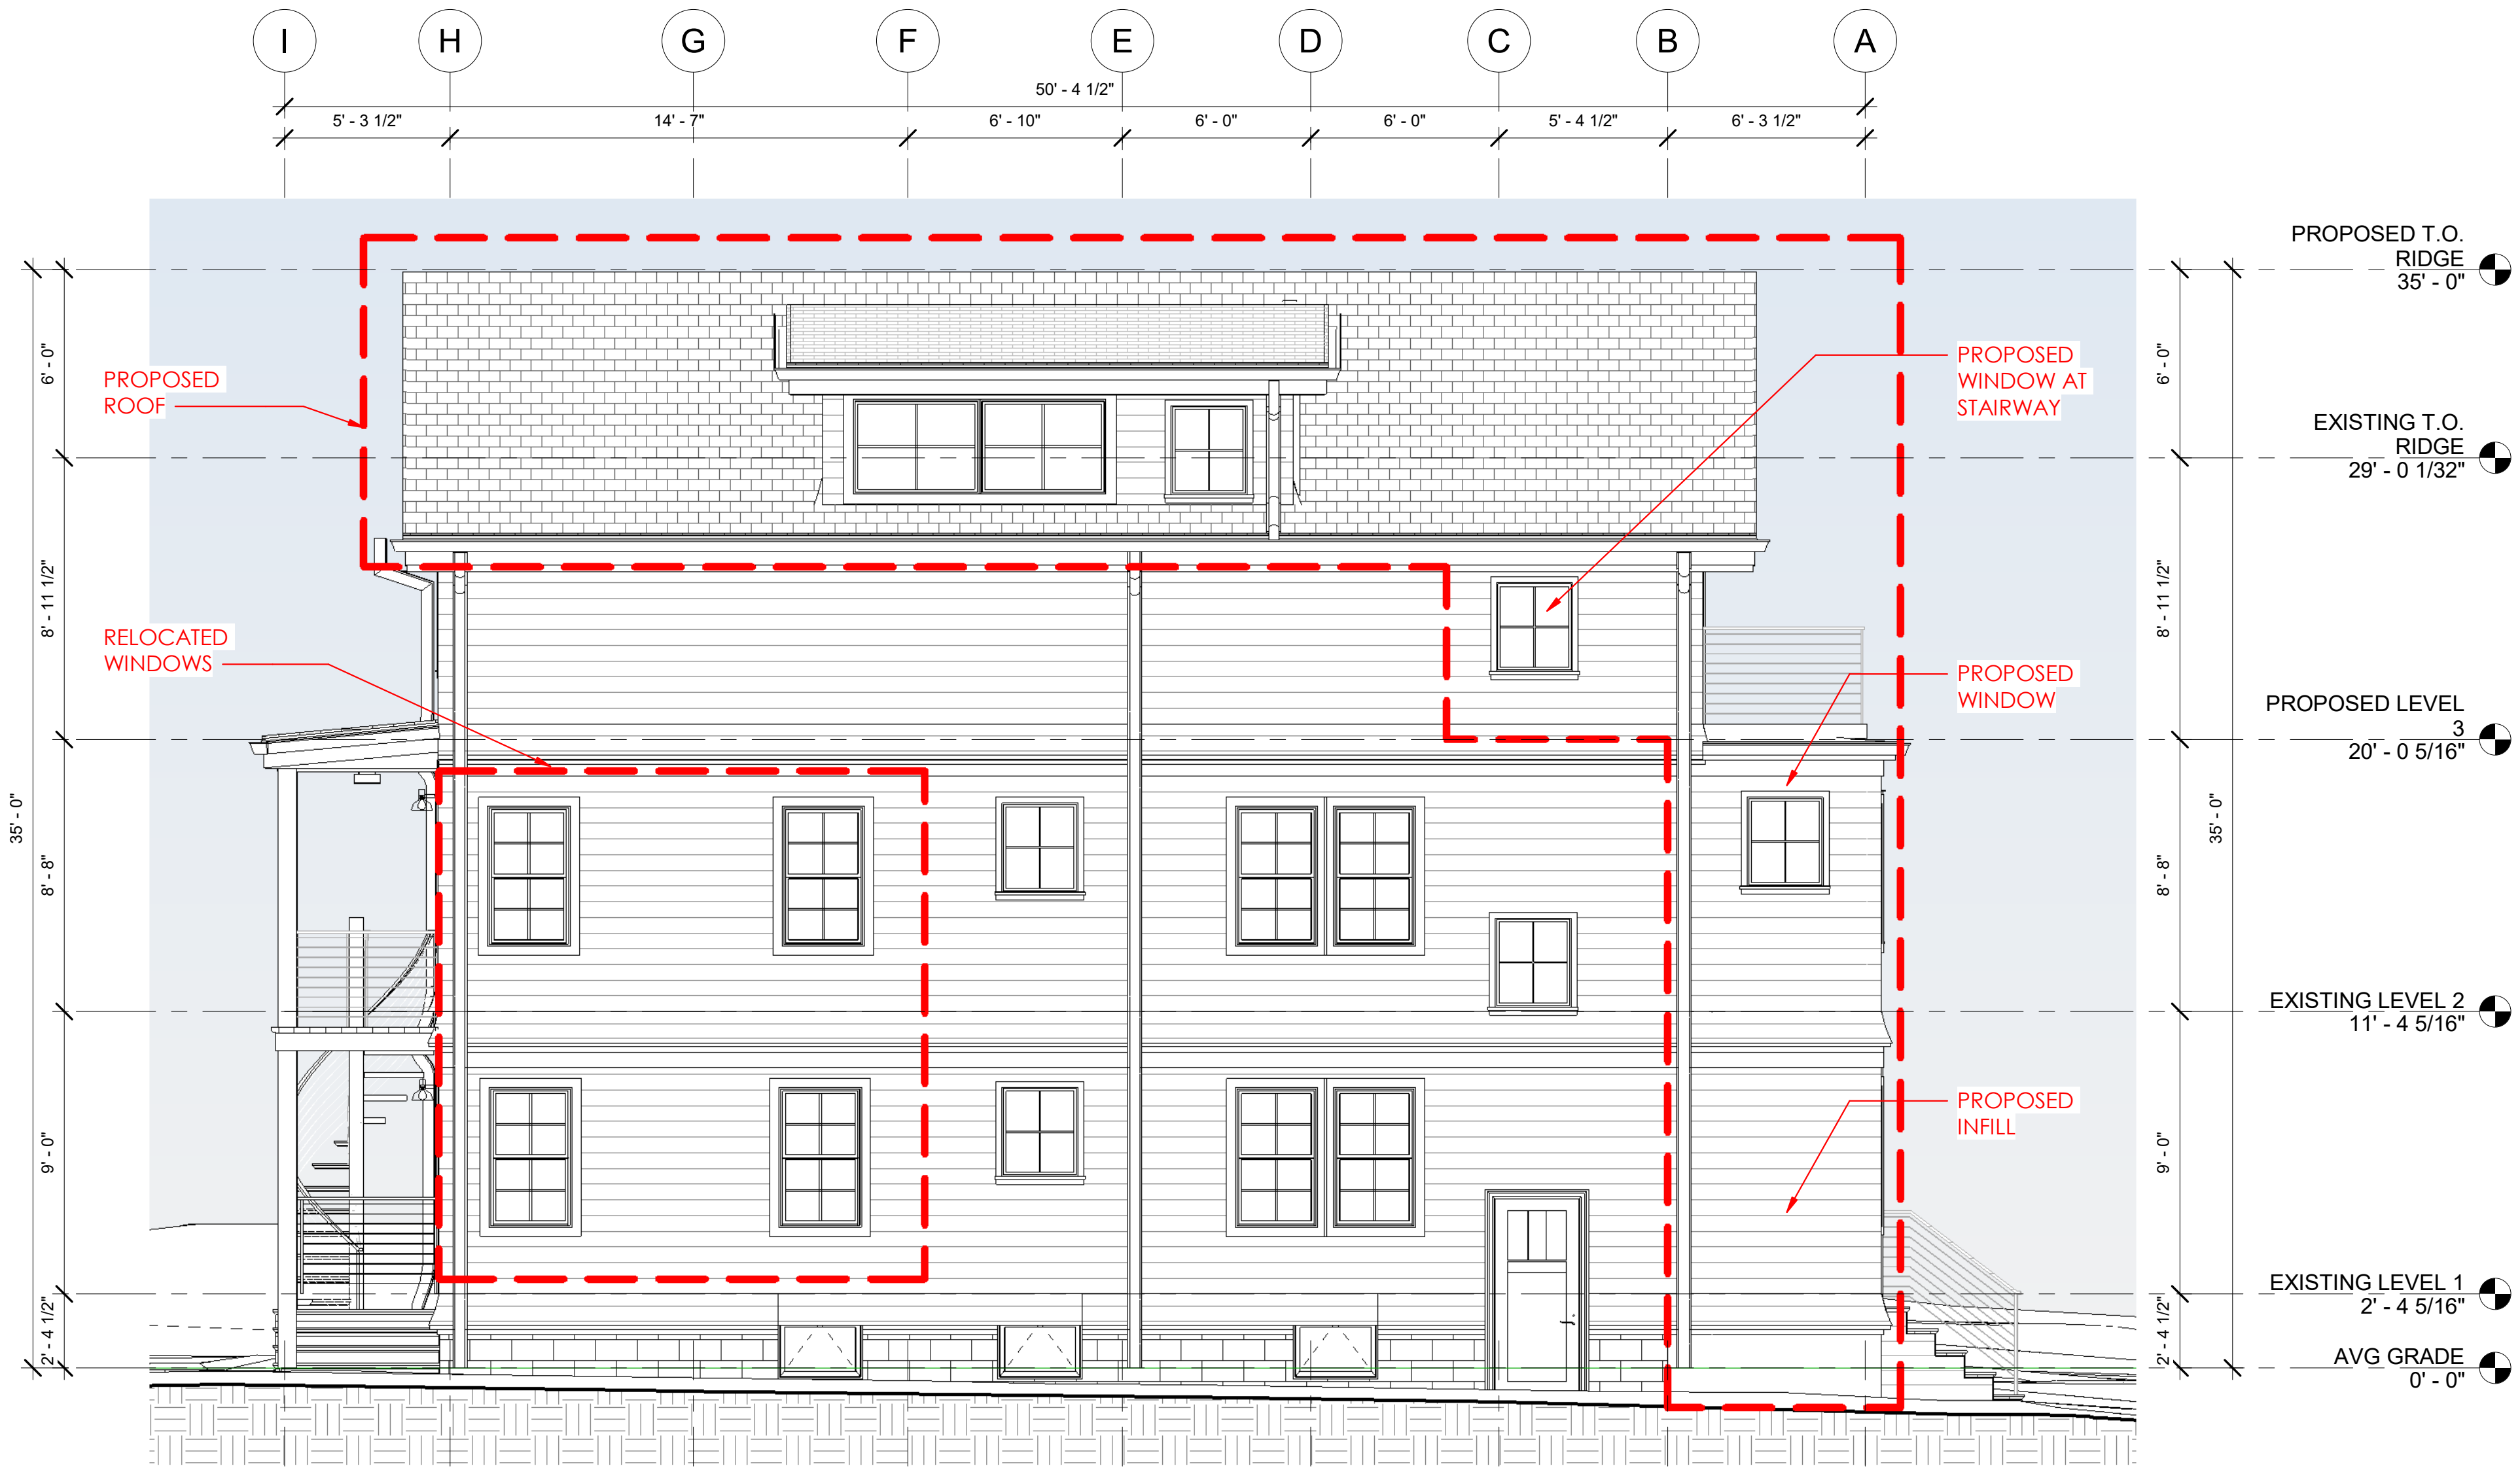 I H G F E D C B A
50' - 4 1/2"
5' - 3 1/2" 14' - 7" 6' - 10" 6' - 0" 6' - 0" 5' - 4 1/2" 6' - 3 1/2"
PROPOSED T.O.
RIDGE
35' - 0"
6' - 0"
6' - 0"
PROPOSED
ROOF
PROPOSED
WINDOW AT
STAIRWAY
EXISTING T.O.
RIDGE
29' - 0 1/32"
8' - 11 1/2"
8' - 11 1/2"
RELOCATED
WINDOWS
PROPOSED
WINDOW
PROPOSED LEVEL
3
20' - 0 5/16"
35' - 0"
35' - 0"
8' - 8"
8' - 8"
EXISTING LEVEL 2
11' - 4 5/16"
PROPOSED
INFILL
9' - 0"
9' - 0"
EXISTING LEVEL 1
2' - 4 5/16"
2' - 4 1/2"
2' - 4 1/2"
AVG GRADE
0' - 0"